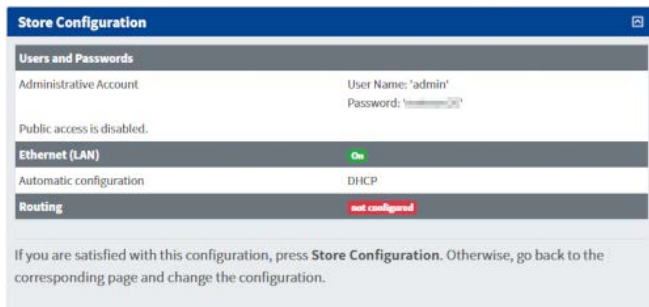 Store Configuration
Users and Passwords
Administrative Account User Name: 'admin'
Password: '
Public access is disabled.
Ethernet (LAN) On
Automatic configuration DHCP
Routing not configured
If you are satisfied with this configuration, press Store Configuration. Otherwise, go back to the
corresponding page and change the configuration.